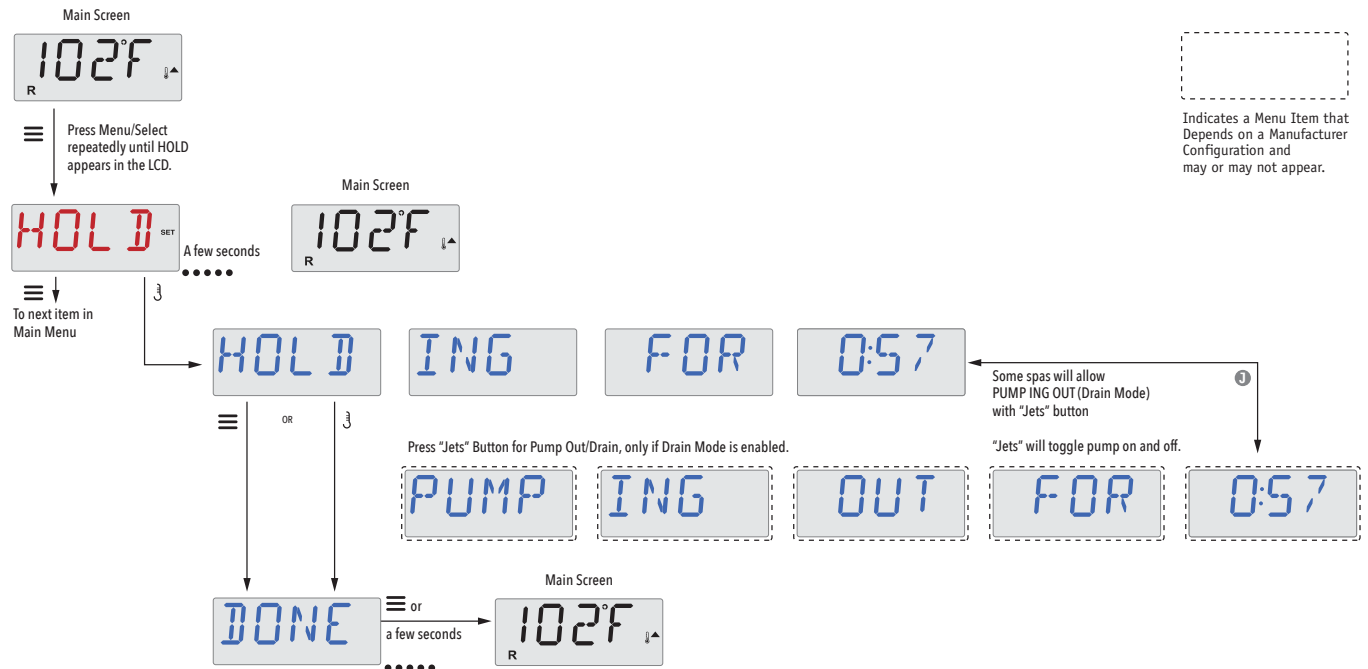 Main Screen
102°F
R
Press Menu/Select
repeatedly until HOLD
appears in the LCD.
Indicates a Menu Item that
Depends on a Manufacturer
Configuration and
may or may not appear.
HOLD SET
A few seconds
Main Screen
102°F
R
To next item in
Main Menu
HOLD
ING
FOR
0:57
OR
Some spas will allow
PUMP ING OUT (Drain Mode)
with "Jets" button
J
Press "Jets" Button for Pump Out/Drain, only if Drain Mode is enabled.
"Jets" will toggle pump on and off.
PUMP
ING
OUT
FOR
0:57
DONE
or
a few seconds
Main Screen
102°F
R